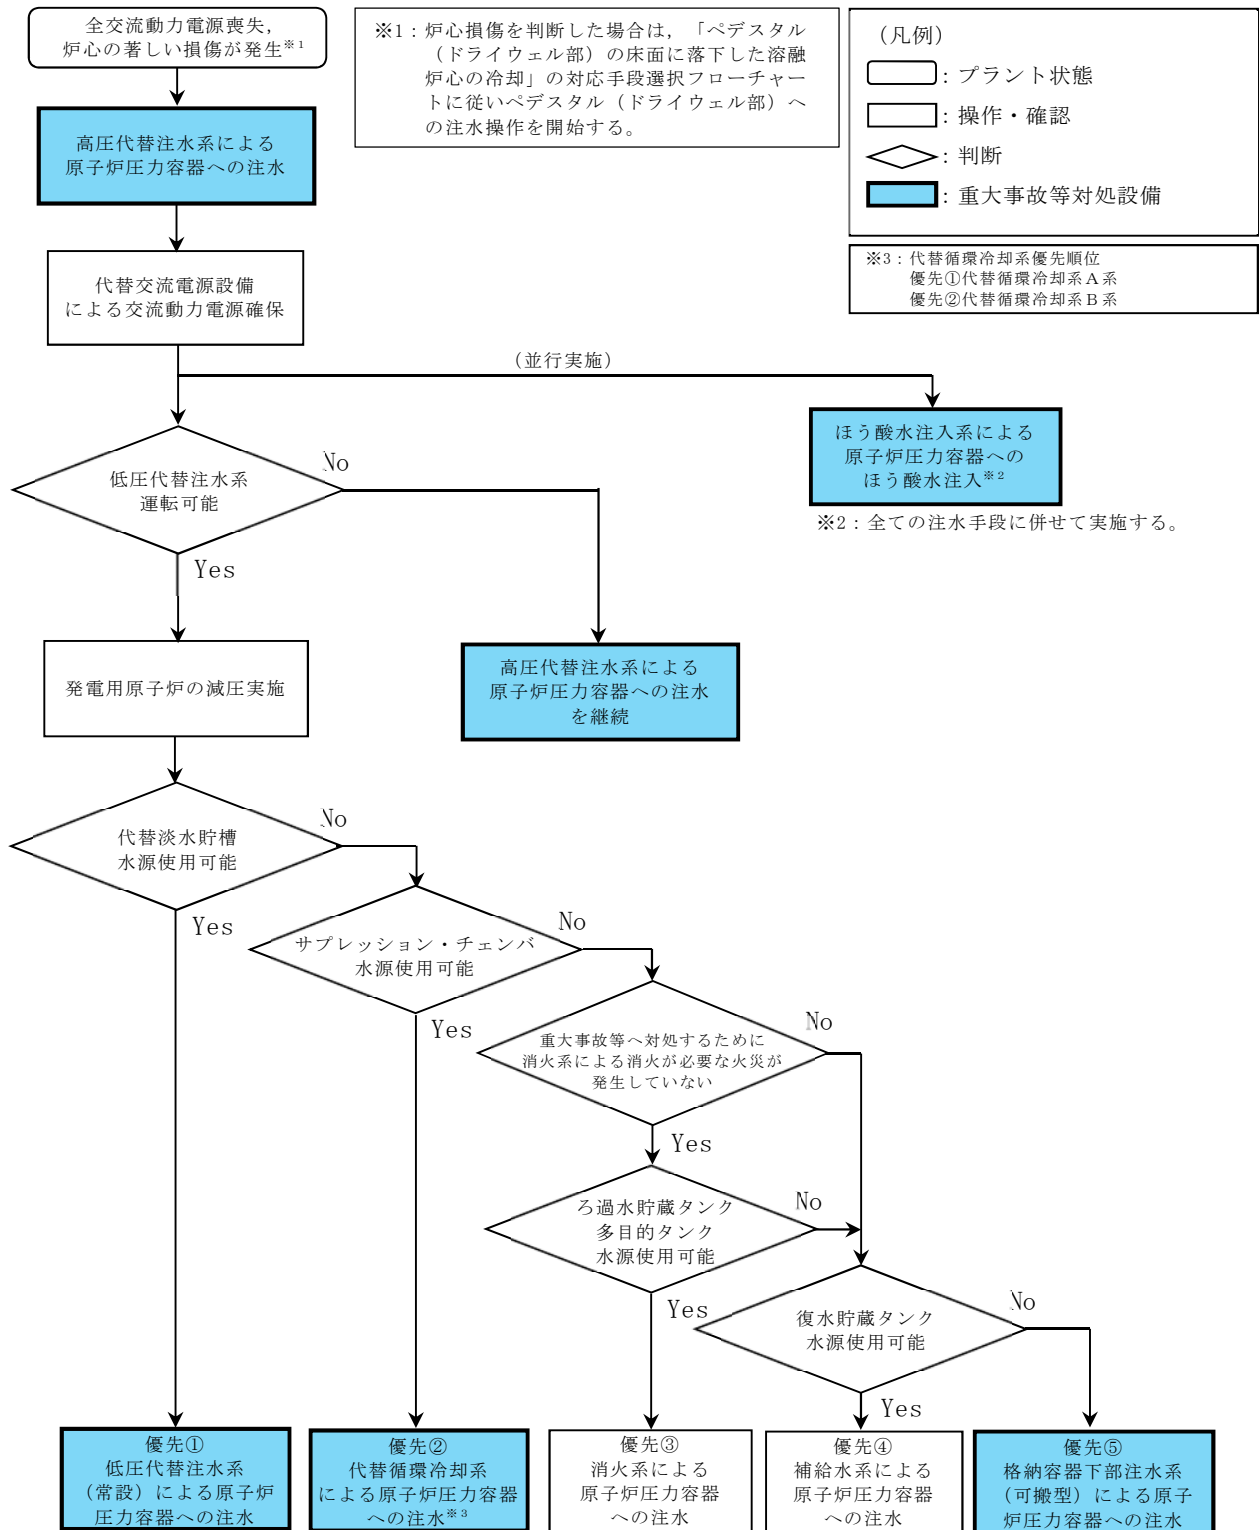 全交流動力電源喪失，
炉心の著しい損傷が発生※1
※1：炉心損傷を判断した場合は，「ペデスタル
（ドライウェル部）の床面に落下した溶融
炉心の冷却」の対応手段選択フローチャー
トに従いペデスタル（ドライウェル部）へ
の注水操作を開始する。
（凡例）
：プラント状態
：操作・確認
：判断
：重大事故等対処設備
※3：代替循環冷却系優先順位
優先①代替循環冷却系A系
優先②代替循環冷却系B系
高圧代替注水系による
原子炉圧力容器への注水
代替交流電源設備
による交流動力電源確保
（並行実施）
ほう酸水注入系による
原子炉圧力容器への
ほう酸水注入※2
※2：全ての注水手段に併せて実施する。
低圧代替注水系
運転可能
No
Yes
高圧代替注水系による
原子炉圧力容器への注水
を継続
発電用原子炉の減圧実施
代替淡水貯槽
水源使用可能
No
Yes
サプレッション・チェンバ
水源使用可能
No
Yes
重大事故等へ対処するために
消火系による消火が必要な火災が
発生していない
No
Yes
ろ過水貯蔵タンク
多目的タンク
水源使用可能
No
Yes
復水貯蔵タンク
水源使用可能
No
Yes
優先①
低圧代替注水系
（常設）による原子炉
圧力容器への注水
優先②
代替循環冷却系
による原子炉圧力容器
への注水※3
優先③
消火系による
原子炉圧力容器
への注水
優先④
補給水系による
原子炉圧力容器
への注水
優先⑤
格納容器下部注水系
（可搬型）による原子
炉圧力容器への注水